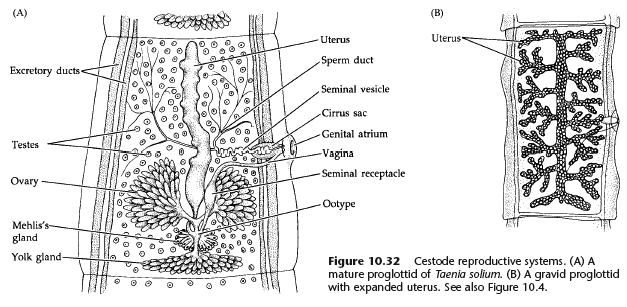 (A)
Uterus
Sperm duct
Seminal vesicle
Cirrus sac
Genital atrium
Vagina
Seminal receptacle
Ootype
Excretory ducts
Testes
Ovary
Mehlis's
gland
Yolk gland
(B)
Uterus
Figure 10.32 Cestode reproductive systems. (A) A
mature proglottid of Taenia solium. (B) A gravid proglottid
with expanded uterus. See also Figure 10.4.